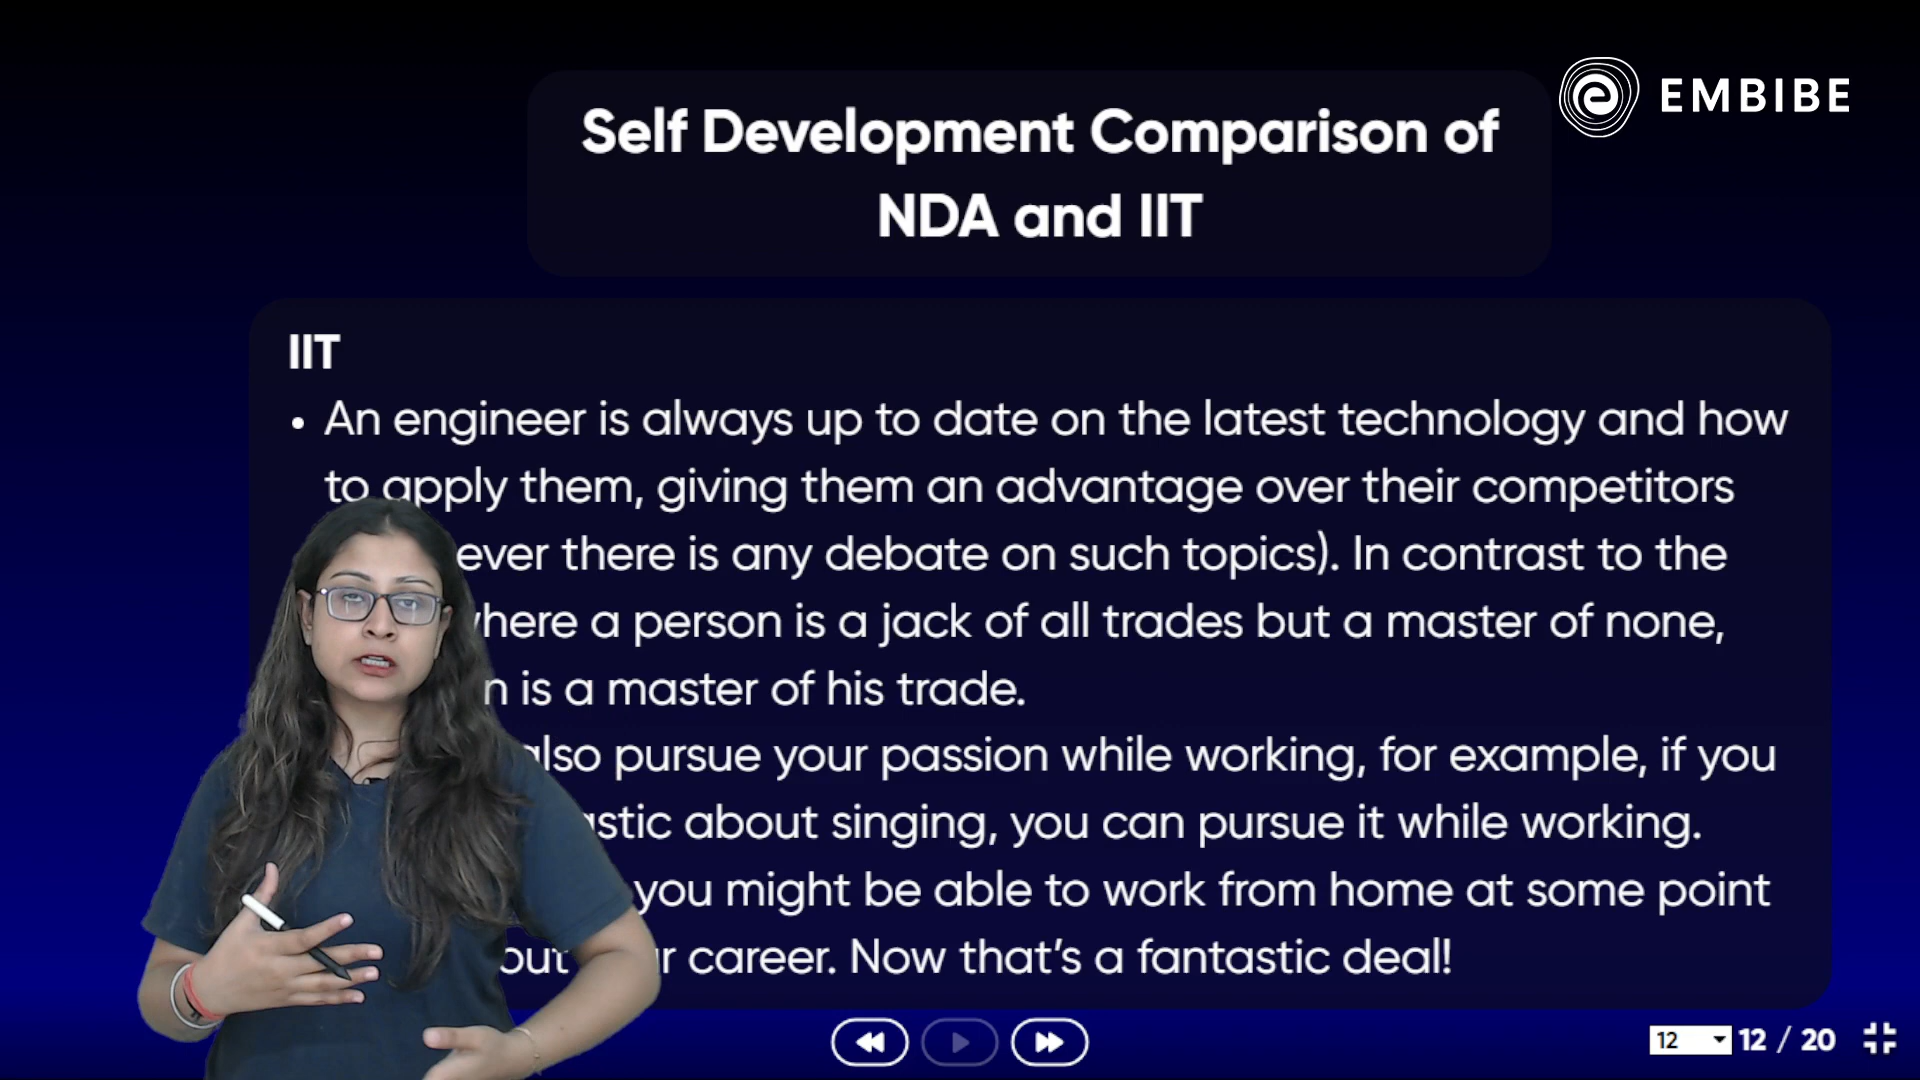 EMBIBE
Self Development Comparison of
NDA and IIT
IIT
• An engineer is always up to date on the latest technology and how
to apply them, giving them an advantage over their competitors
ever there is any debate on such topics). In contrast to the
where a person is a jack of all trades but a master of none,
is a master of his trade.
also pursue your passion while working, for example, if you
about singing, you can pursue it while working.
you might be able to work from home at some point
out career. Now that's a fantastic deal!
12 12 / 20